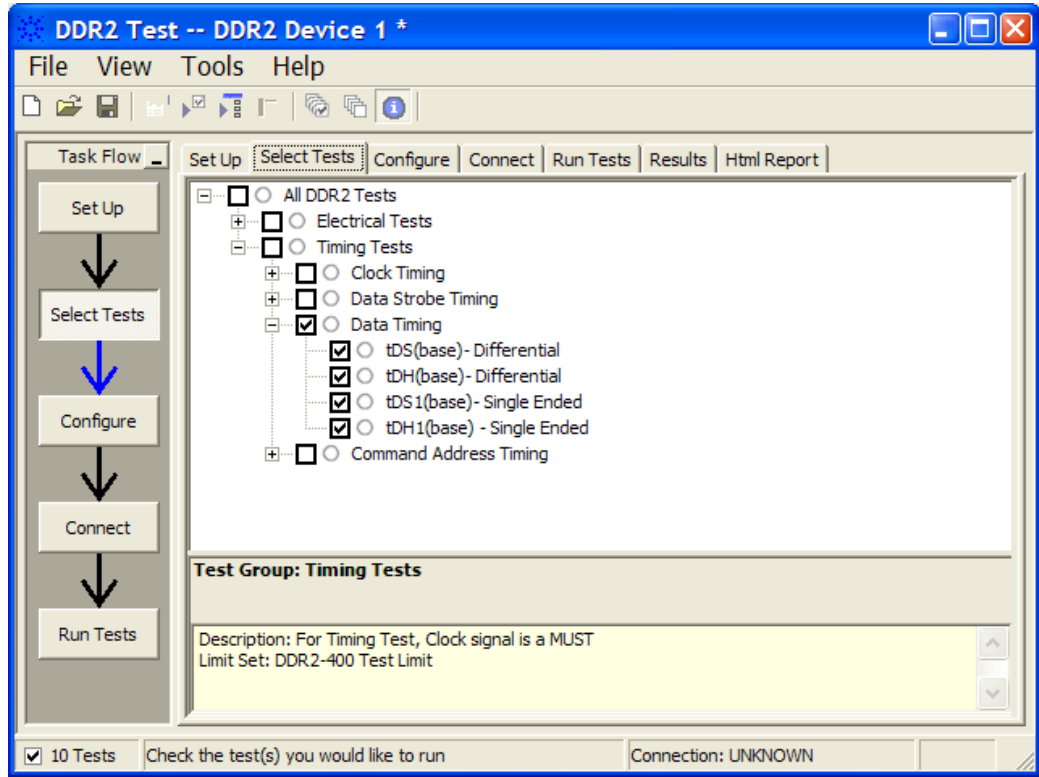 DDR2 Test -- DDR2 Device 1 *
File View Tools Help
Task Flow
Set Up
Select Tests
Configure
Connect
Run Tests
Set Up Select Tests Configure Connect Run Tests Results Html Report
All DDR2 Tests
Electrical Tests
Timing Tests
Clock Timing
Data Strobe Timing
Data Timing
tDS(base)- Differential
tDH(base)- Differential
tDS1(base)- Single Ended
tDH1(base) - Single Ended
Command Address Timing
Test Group: Timing Tests
Description: For Timing Test, Clock signal is a MUST
Limit Set: DDR2-400 Test Limit
10 Tests Check the test(s) you would like to run Connection: UNKNOWN